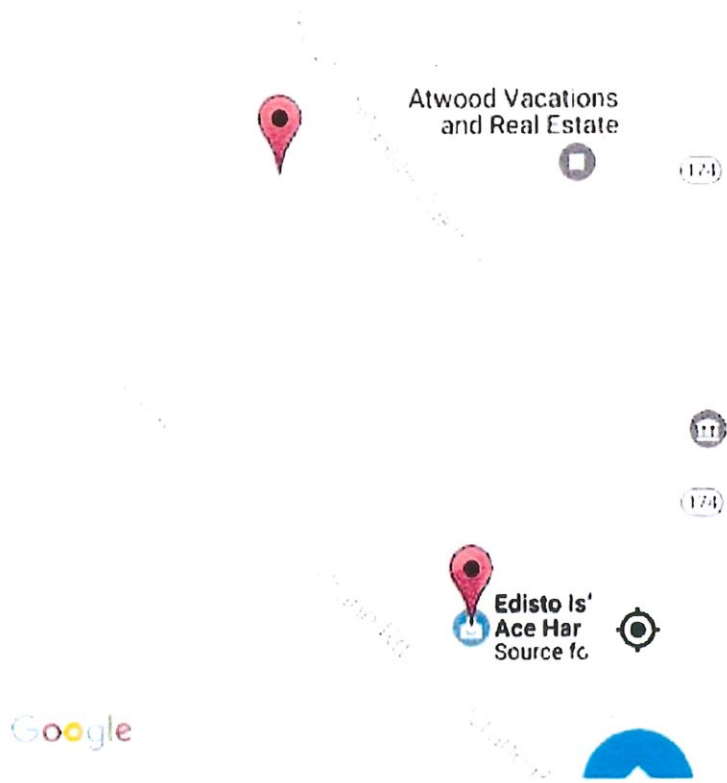 Atwood Vacations
and Real Estate
174
174
Edisto Is'
Ace Har
Source fc
Google